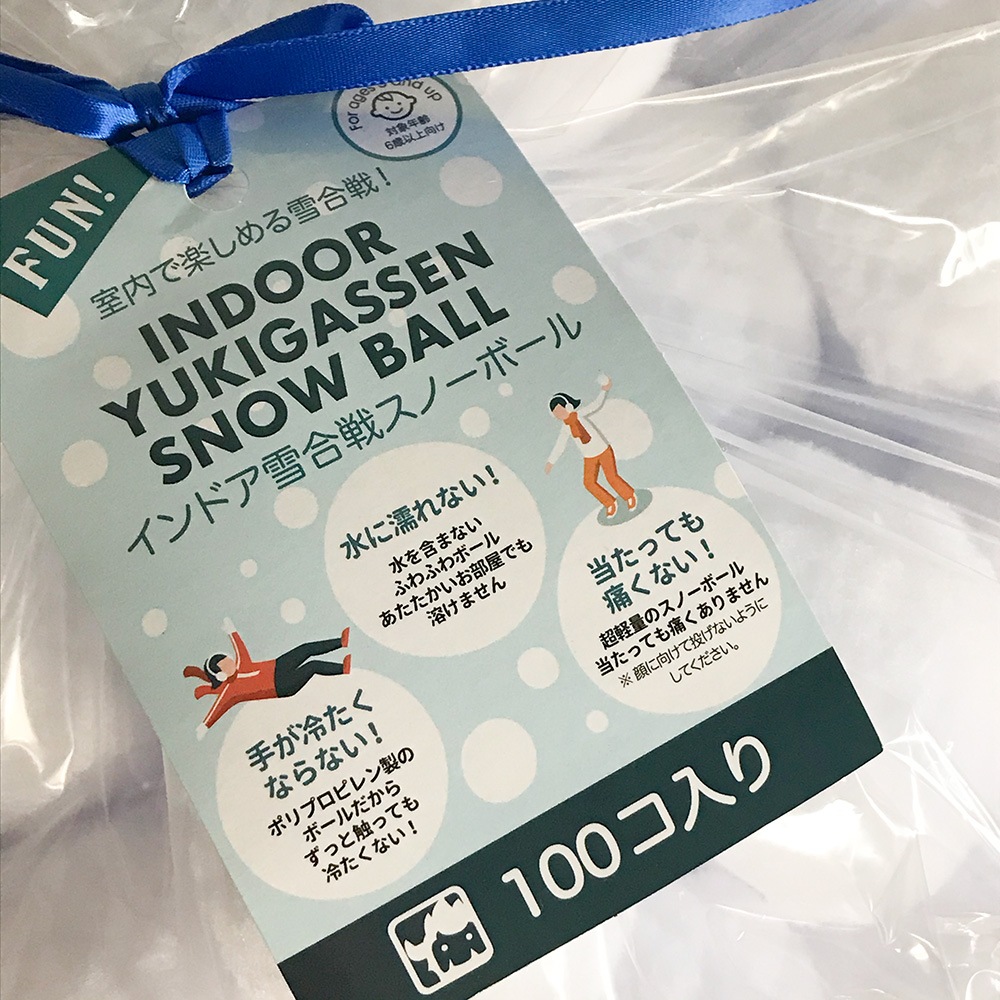 For ages and up
対象年齢
6歳以上向け
FUN!
室内で楽しめる雪合戦！
INDOOR
YUKIGASSEN
SNOW BALL
インドア雪合戦スノーボール
水に濡れない！
水を含まない
ふわふわボール
あたたかいお部屋でも
溶けません
当たっても
痛くない！
超軽量のスノーボール
当たっても痛くありません
※ 顔に向けて投げないように
してください。
手が冷たく
ならない！
ポリプロピレン製の
ボールだから
ずっと触っても
冷たくない！
100コ入り